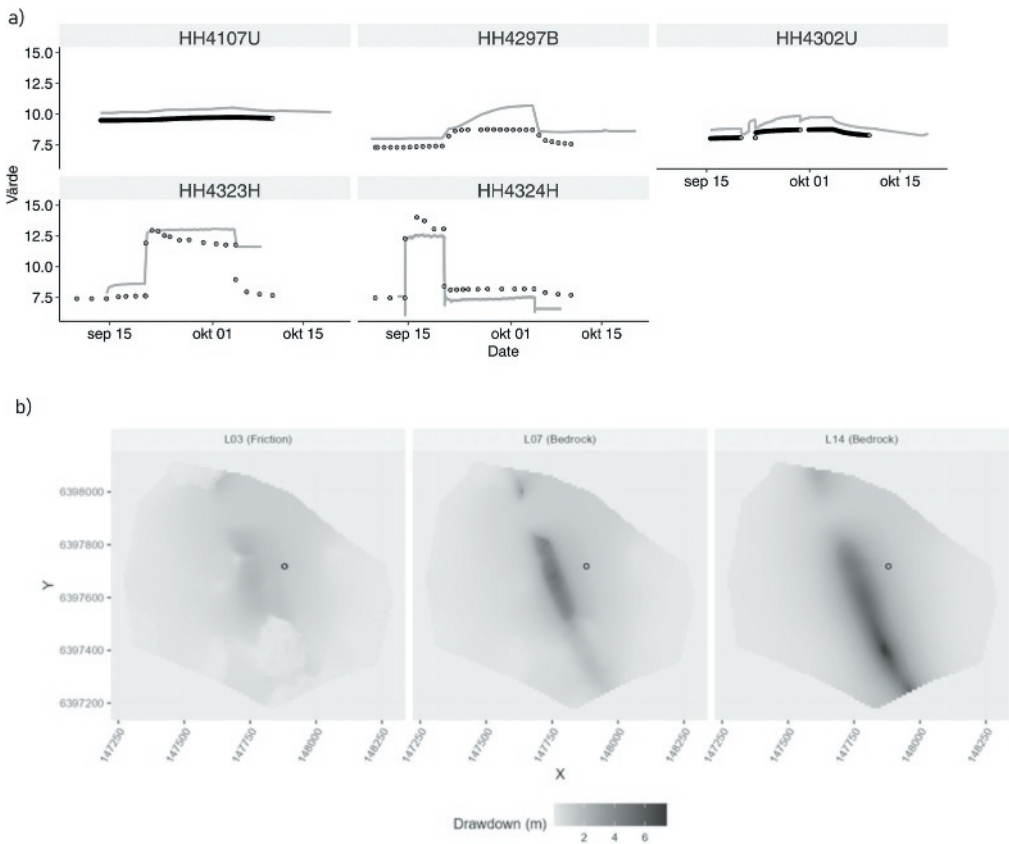 a)
HH4107U HH4297B HH4302U
15.0
12.5
10.0
7.5
Värde
sep 15 okt 01 okt 15
HH4323H HH4324H
15.0
12.5
10.0
7.5
sep 15 okt 01 okt 15 sep 15 okt 01 okt 15
Date
b)
L03 (Friction) L07 (Bedrock) L14 (Bedrock)
6398000
6397800
6397600
6397400
6397200
Y
147250 147500 147750 148000 148250 147250 147500 147750 148000 148250 147250 147500 147750 148000 148250
X
Drawdown (m)
2 4 6